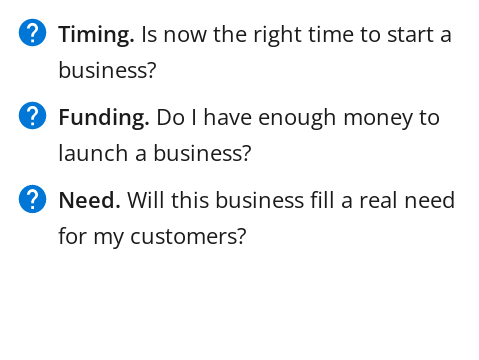 Timing. Is now the right time to start a
business?
Funding. Do I have enough money to
launch a business?
Need. Will this business fill a real need
for my customers?